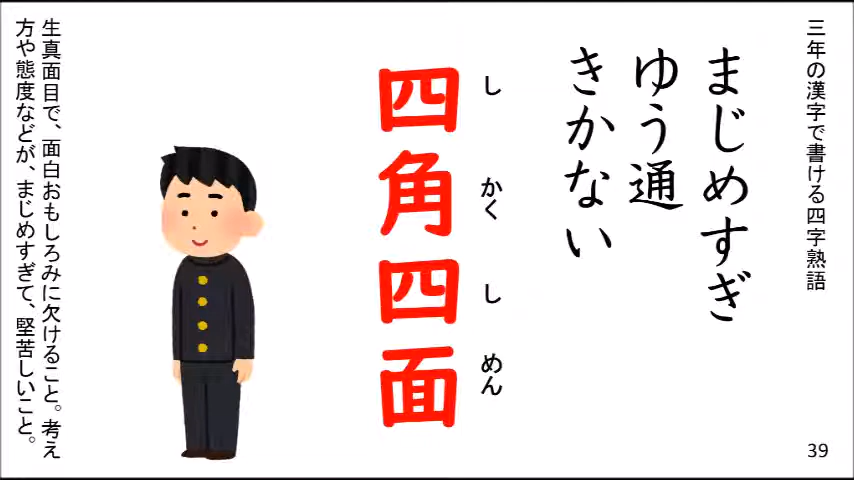 三年の漢字で書ける四字熟語
まじめすぎ
ゆう通
きかない
し かく し めん
四角四面
生真面目で、面白おもしろみに欠けること。考え
方や態度などが、まじめすぎて、堅苦しいこと。
39